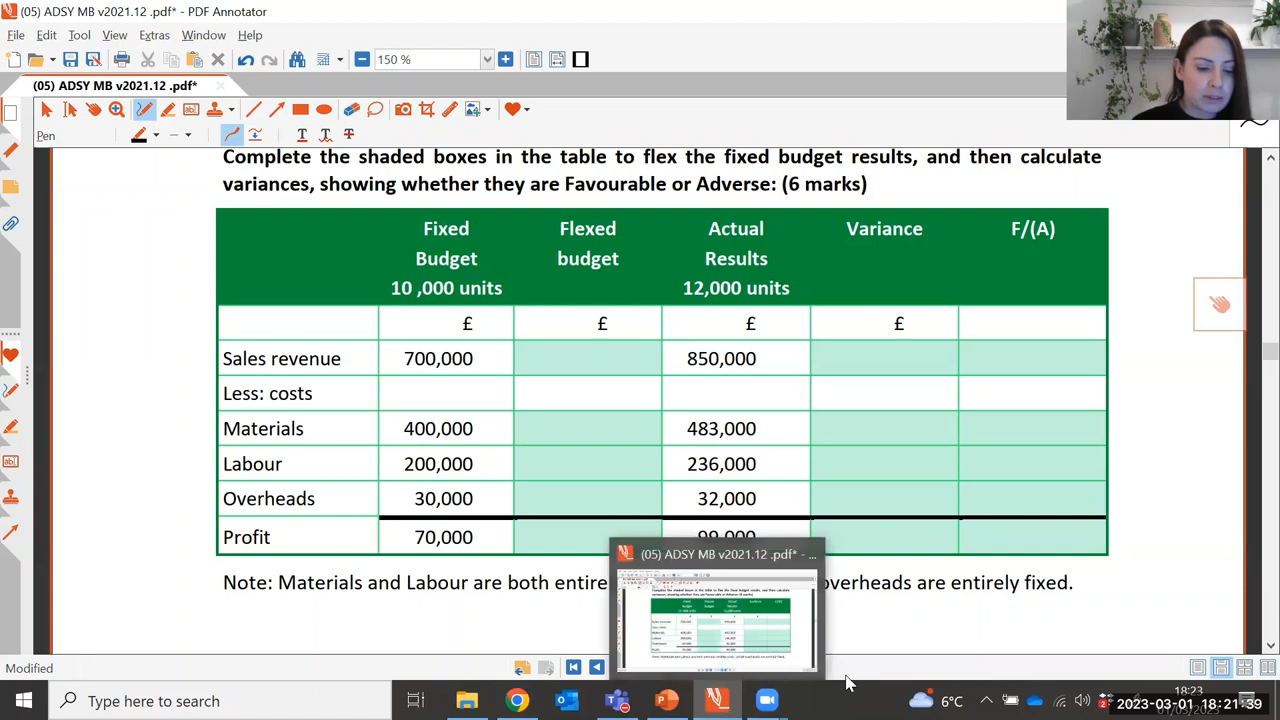 (05) ADSY MB v2021.12 .pdf* - PDF Annotator
File Edit Tool View Extras Window Help
150 %
(05) ADSY MB v2021.12 .pdf*
Pen
Complete the shaded boxes in the table to flex the fixed budget results, and then calculate
variances, showing whether they are Favourable or Adverse: (6 marks)
Fixed Budget 10 ,000 units Flexed budget Actual Results 12,000 units Variance F/(A)
£ £ £ £
Sales revenue 700,000 850,000
Less: costs
Materials 400,000 483,000
Labour 200,000 236,000
Overheads 30,000 32,000
Profit 70,000 99,000
(05) ADSY MB v2021.12 .pdf* - ...
Note: Materials and Labour are both entire overheads are entirely fixed.
Modified
Type here to search
6°C
18:23
2023-03-01 18:21:39